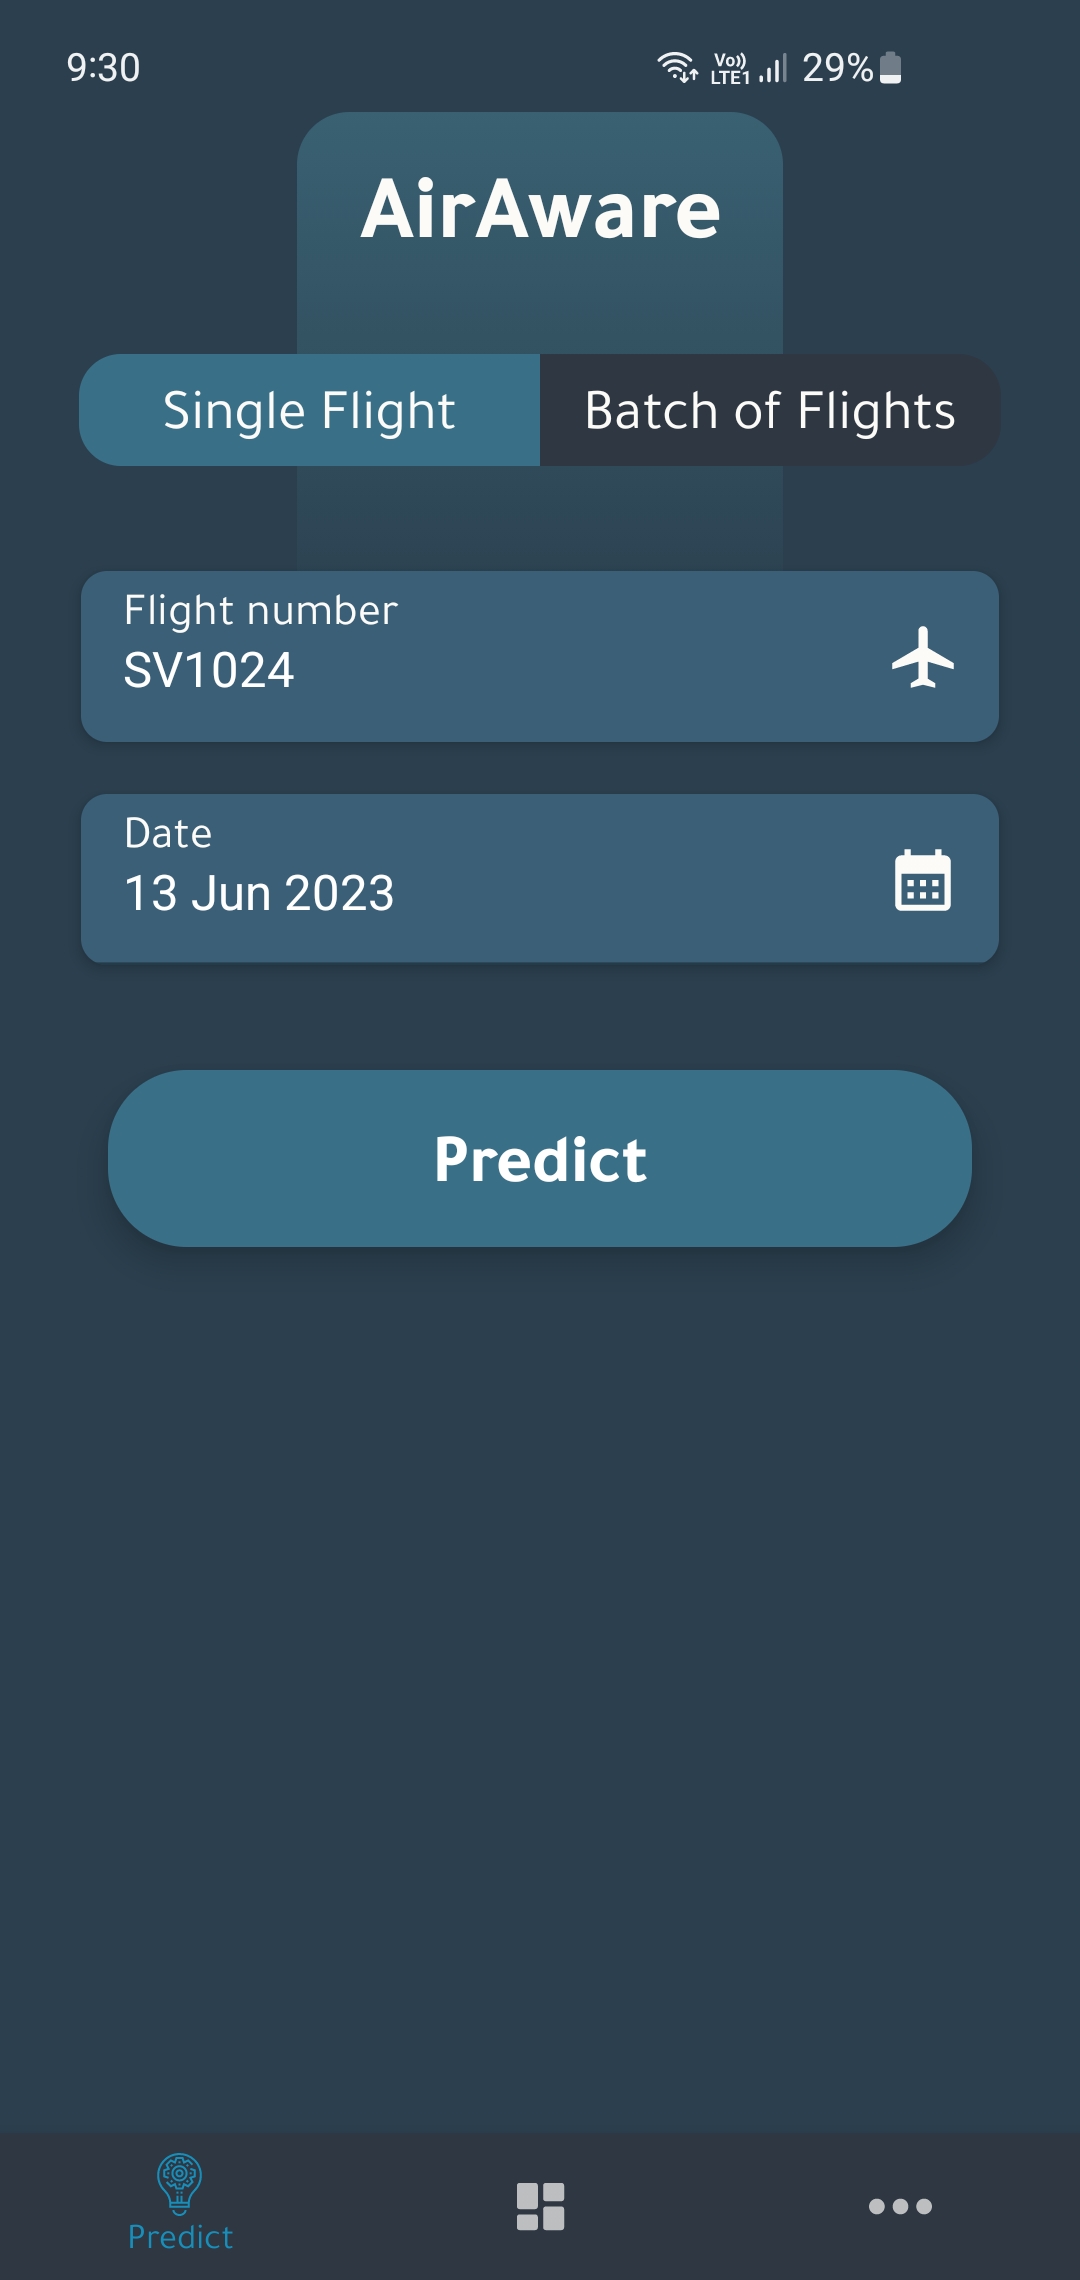 9:30
Vo))
LTE1
29%
AirAware
Single Flight
Batch of Flights
Flight number
SV1024
Date
13 Jun 2023
Predict
Predict